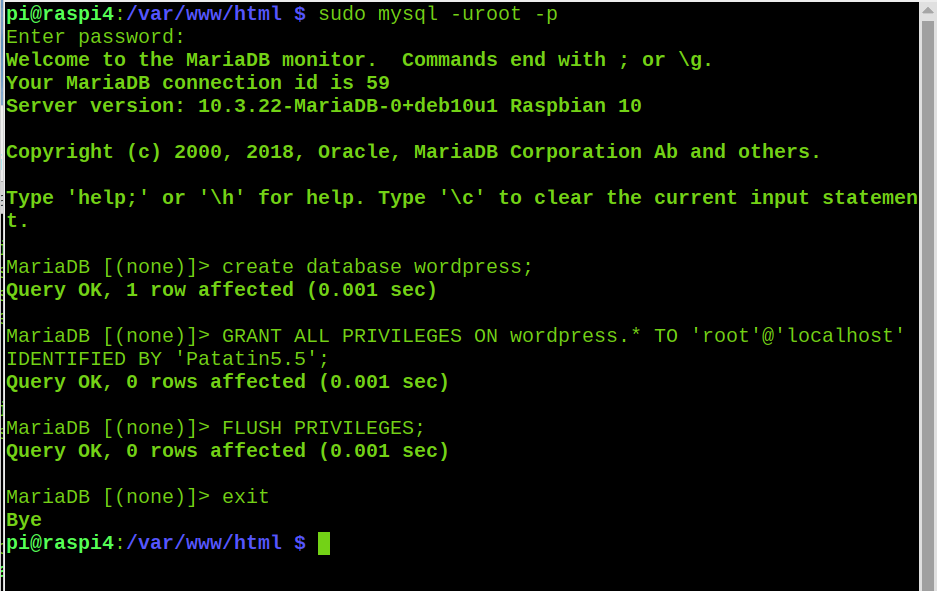 pi@raspi4:/var/www/html $ sudo mysql -uroot -p
Enter password:
Welcome to the MariaDB monitor.  Commands end with ; or \g.
Your MariaDB connection id is 59
Server version: 10.3.22-MariaDB-0+deb10u1 Raspbian 10
Copyright (c) 2000, 2018, Oracle, MariaDB Corporation Ab and others.
Type 'help;' or '\h' for help. Type '\c' to clear the current input statemen
t.
MariaDB [(none)]> create database wordpress;
Query OK, 1 row affected (0.001 sec)
MariaDB [(none)]> GRANT ALL PRIVILEGES ON wordpress.* TO 'root'@'localhost'
IDENTIFIED BY 'Patatin5.5';
Query OK, 0 rows affected (0.001 sec)
MariaDB [(none)]> FLUSH PRIVILEGES;
Query OK, 0 rows affected (0.001 sec)
MariaDB [(none)]> exit
Bye
pi@raspi4:/var/www/html $